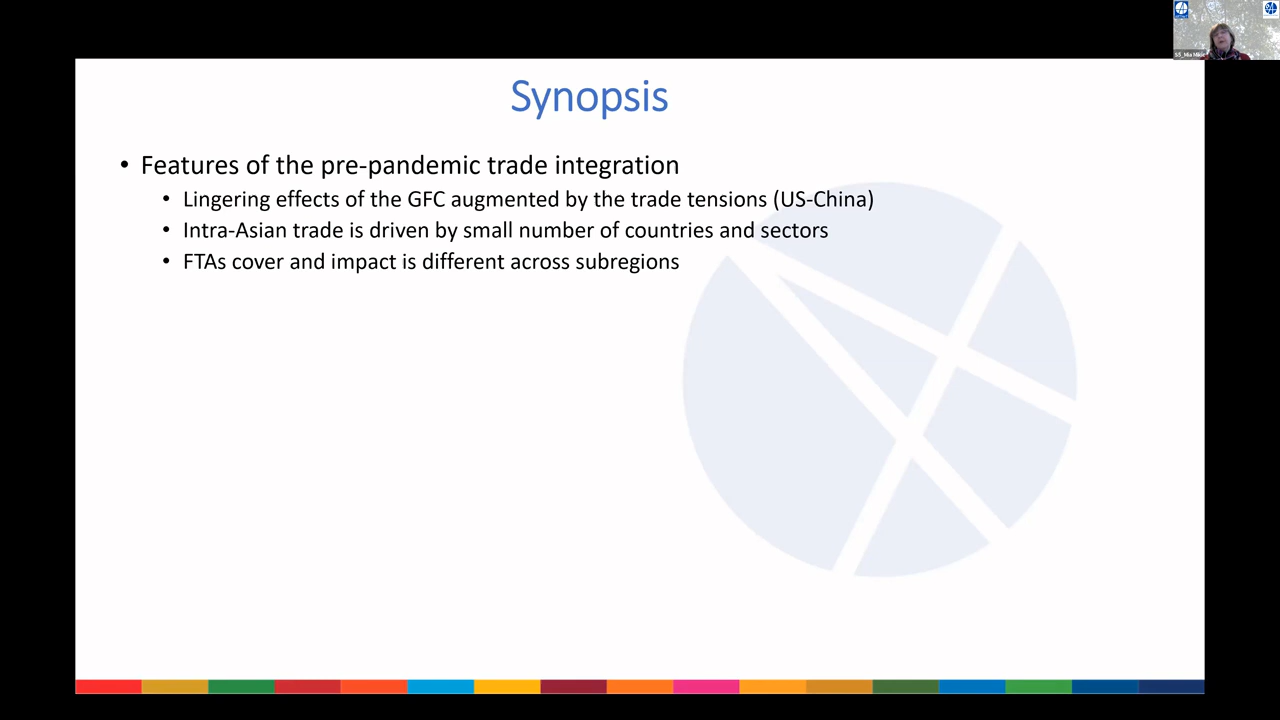 Synopsis
• Features of the pre-pandemic trade integration
• Lingering effects of the GFC augmented by the trade tensions (US-China)
• Intra-Asian trade is driven by small number of countries and sectors
• FTAs cover and impact is different across subregions